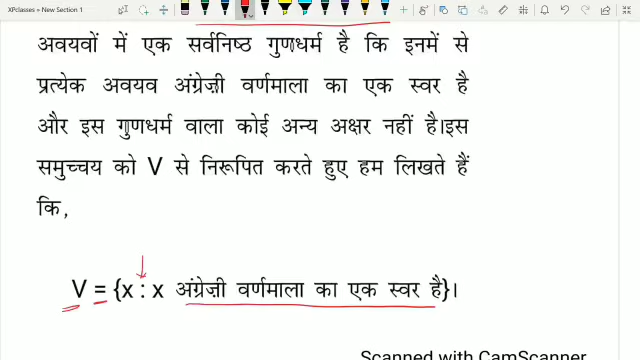 XPclasses » New Section 1
अवयवों में एक सर्वनिष्ठ गुणधर्म है कि इनमें से
प्रत्येक अवयव अंग्रेज़ी वर्णमाला का एक स्वर है
और इस गुणधर्म वाला कोई अन्य अक्षर नहीं है।इस
समुच्चय को V से निरूपित करते हुए हम लिखते हैं
कि,
V = {x : x अंग्रेज़ी वर्णमाला का एक स्वर है}।
Scanned with CamScanner